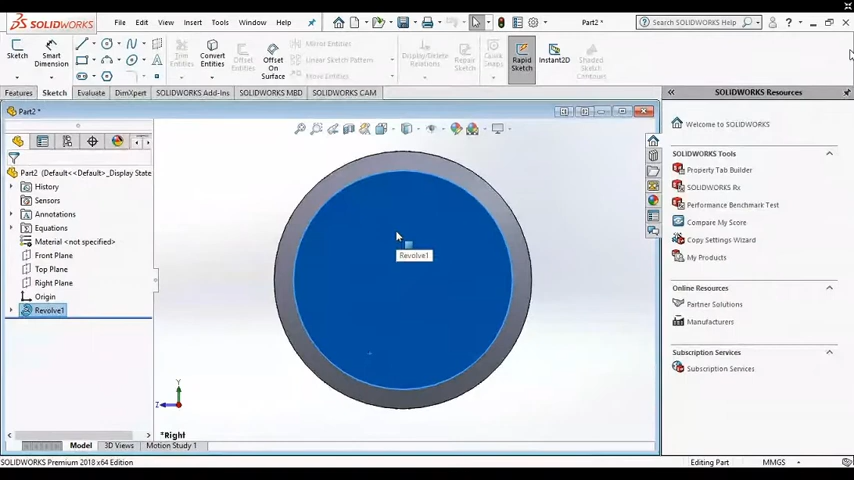 SOLIDWORKS File Edit View Insert Tools Window Help Part2 * Search SOLIDWORKS Help
Sketch Smart Dimension Trim Entities Convert Entities Offset Entities Offset On Surface Mirror Entities Linear Sketch Pattern Move Entities Display/Delete Relations Repair Sketch Quick Snaps Rapid Sketch Instant2D Shaded Sketch Contours
Features Sketch Evaluate DimXpert SOLIDWORKS Add-Ins SOLIDWORKS MBD SOLIDWORKS CAM SOLIDWORKS Resources
Part2 *
Welcome to SOLIDWORKS
SOLIDWORKS Tools
Property Tab Builder
SOLIDWORKS Rx
Performance Benchmark Test
Compare My Score
Copy Settings Wizard
My Products
Online Resources
Partner Solutions
Manufacturers
Subscription Services
Subscription Services
Part2 (Default<<Default>_Display State
History
Sensors
Annotations
Equations
Material <not specified>
Front Plane
Top Plane
Right Plane
Origin
Revolve1
Revolve1
Y
Z
*Right
Model 3D Views Motion Study 1
SOLIDWORKS Premium 2018 x64 Edition Editing Part MMGS